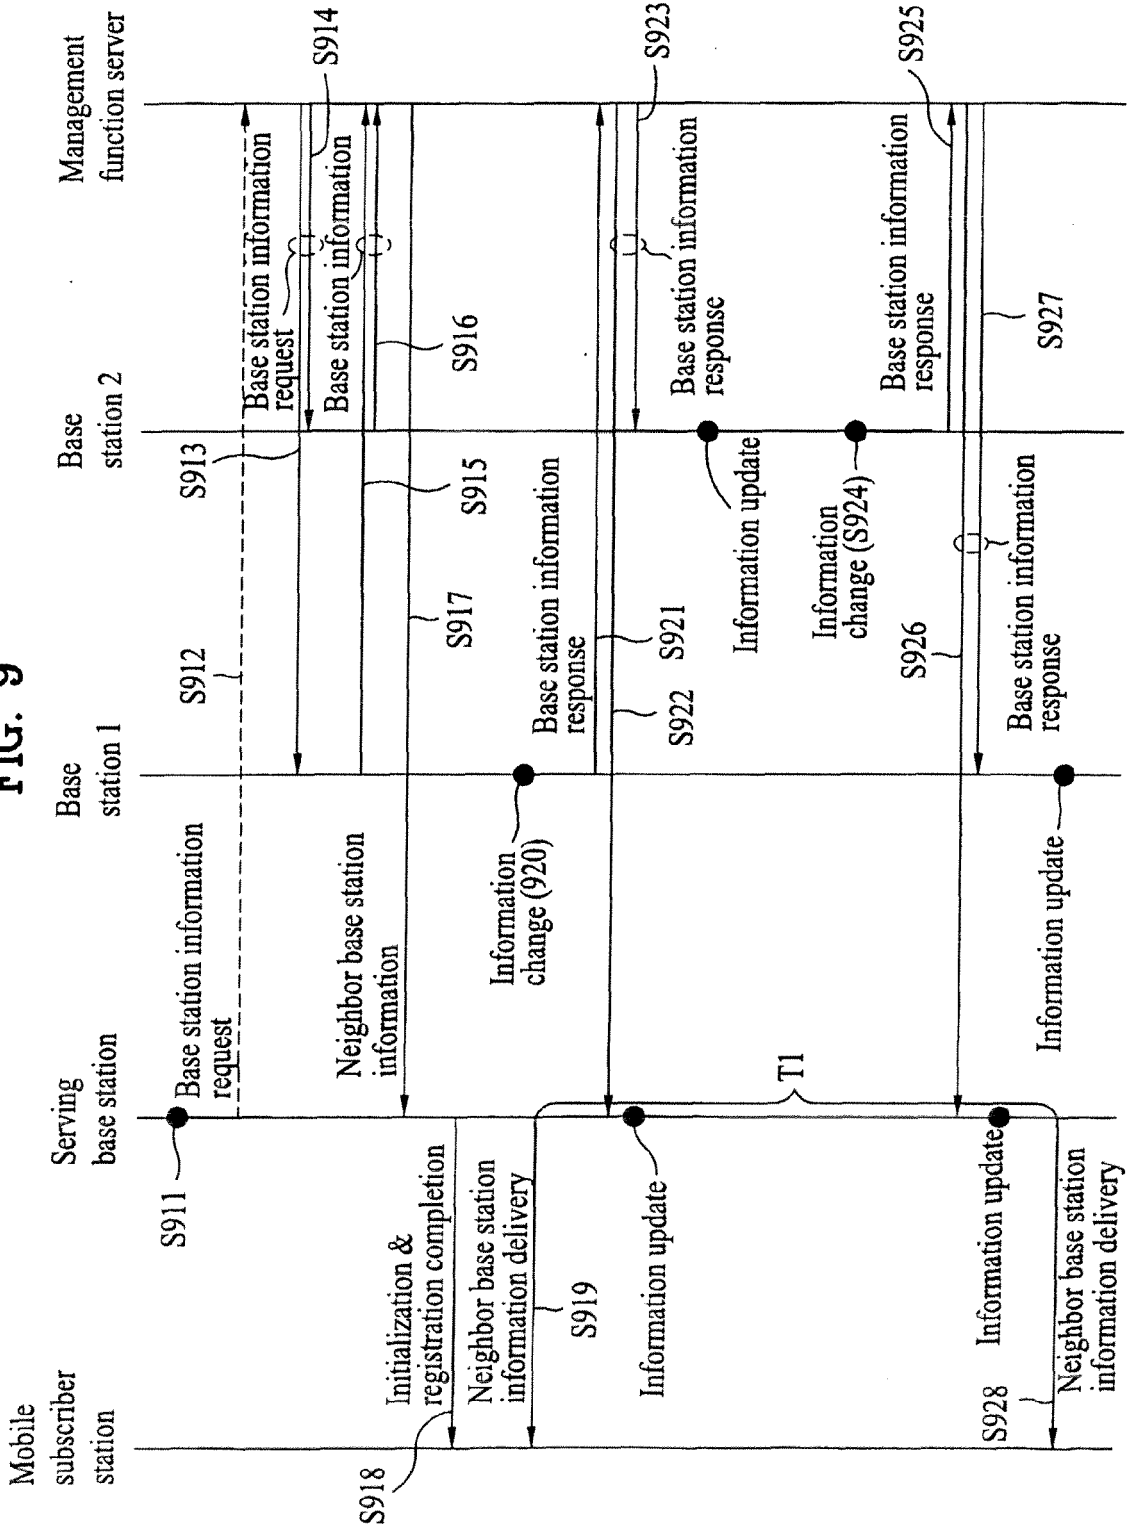 FIG. 9
Mobile
subscriber
station
Serving
base station
Base
station 1
Base
station 2
Management
function server
S911
Base station information
request
S912
S913
Base station information
request
S914
Base station information
S915
S916
Neighbor base station
information
S917
Initialization &
registration completion
S918
Neighbor base station
information delivery
S919
Information
change (920)
Base station information
response
S921
S922
S923
Base station information
response
Information update
Information update
T1
Information
change (S924)
Base station information
response
S925
S926
S927
Base station information
response
Information update
Information update
S928
Neighbor base station
information delivery